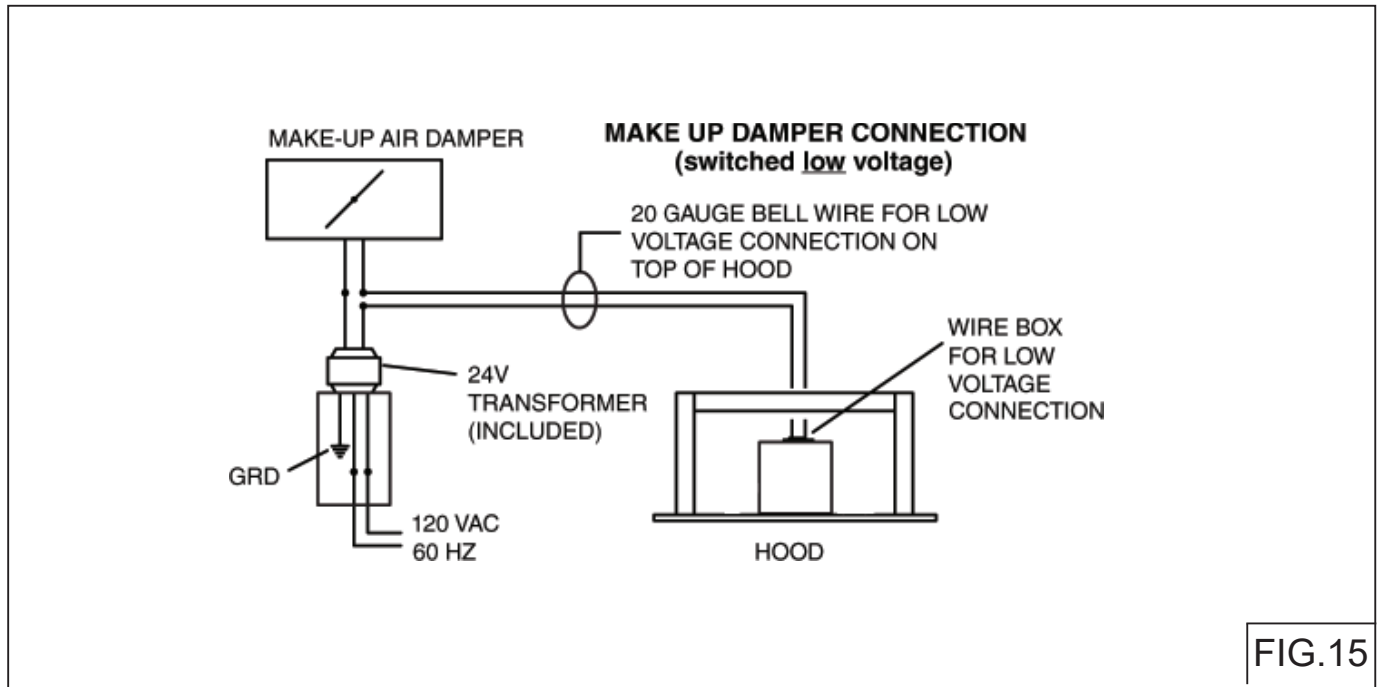 MAKE-UP AIR DAMPER
MAKE UP DAMPER CONNECTION
(switched low voltage)
20 GAUGE BELL WIRE FOR LOW
VOLTAGE CONNECTION ON
TOP OF HOOD
WIRE BOX
FOR LOW
VOLTAGE
CONNECTION
24V
TRANSFORMER
(INCLUDED)
GRD
120 VAC
60 HZ
HOOD
FIG.15